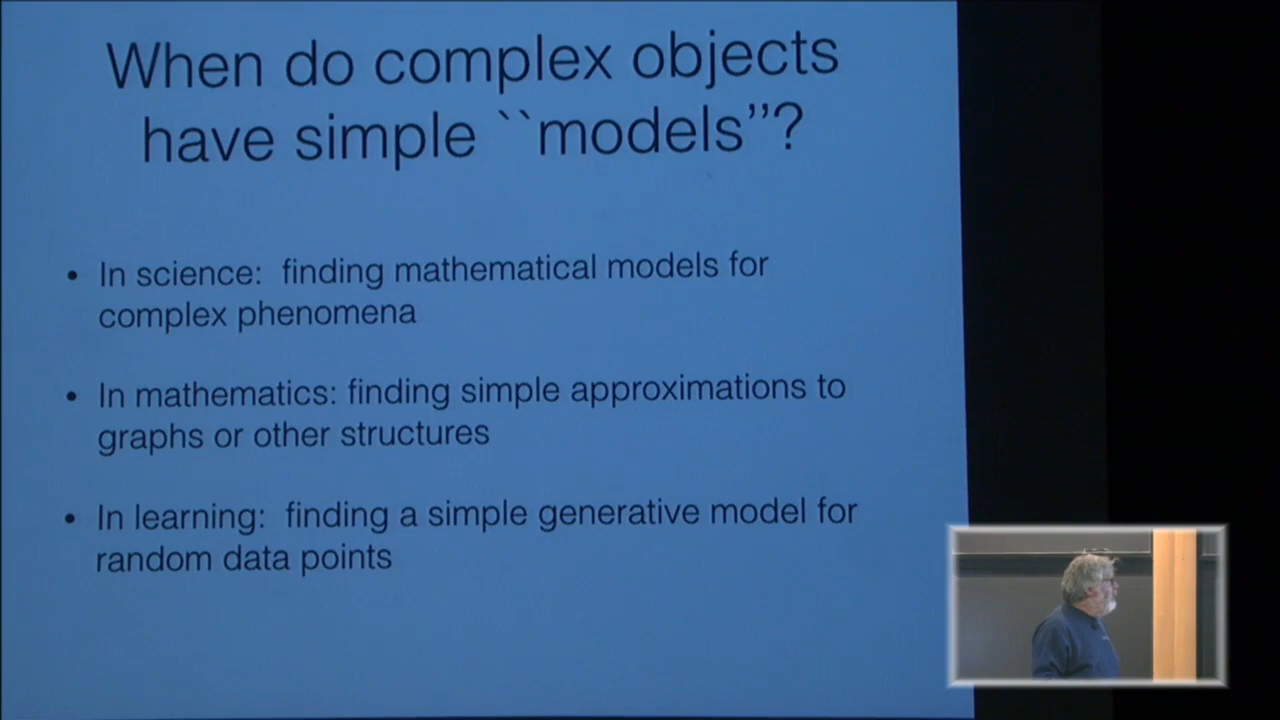 When do complex objects
have simple ``models”?
• In science: finding mathematical models for
complex phenomena
• In mathematics: finding simple approximations to
graphs or other structures
• In learning: finding a simple generative model for
random data points